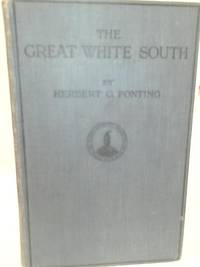 THE
GREAT WHITE SOUTH
BY
HERBERT G. PONTING